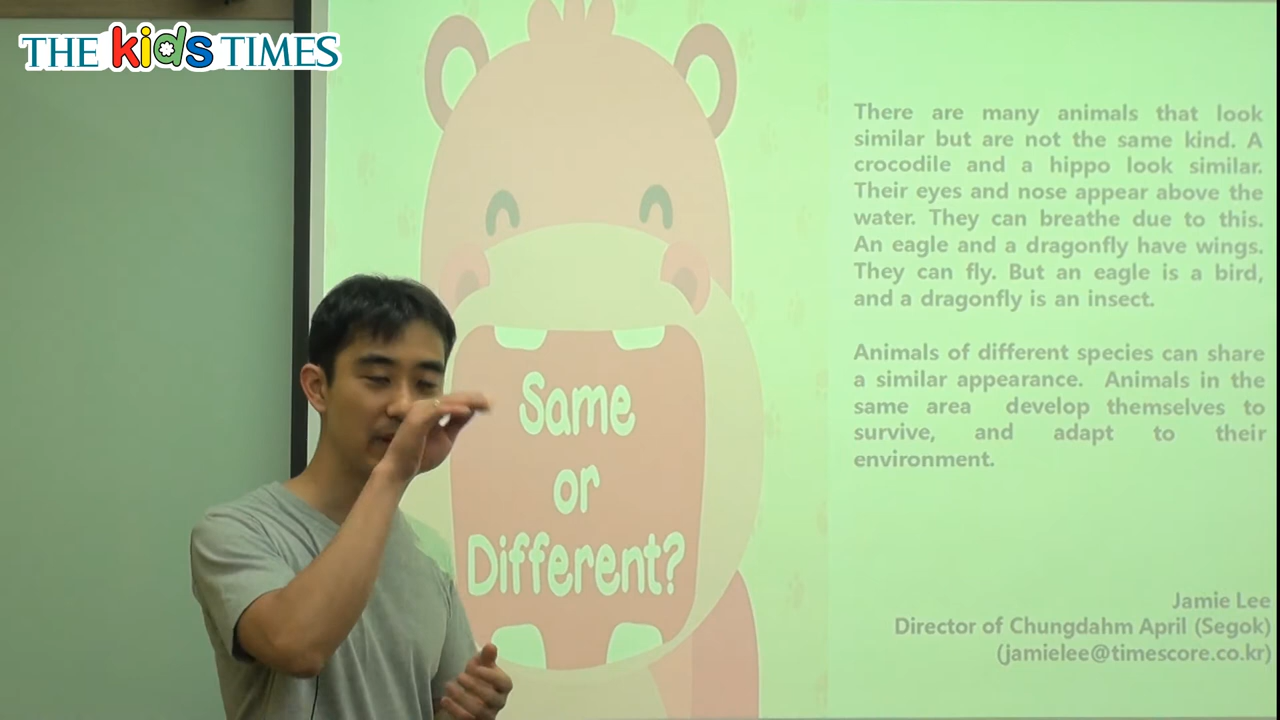 THE kids TIMES
There are many animals that look
similar but are not the same kind. A
crocodile and a hippo look similar.
Their eyes and nose appear above the
water. They can breathe due to this.
An eagle and a dragonfly have wings.
They can fly. But an eagle is a bird,
and a dragonfly is an insect.
Animals of different species can share
a similar appearance. Animals in the
same area develop themselves to
survive, and adapt to their
environment.
Same
or
Different?
Jamie Lee
Director of Chungdahm April (Segok)
(jamielee@timescore.co.kr)